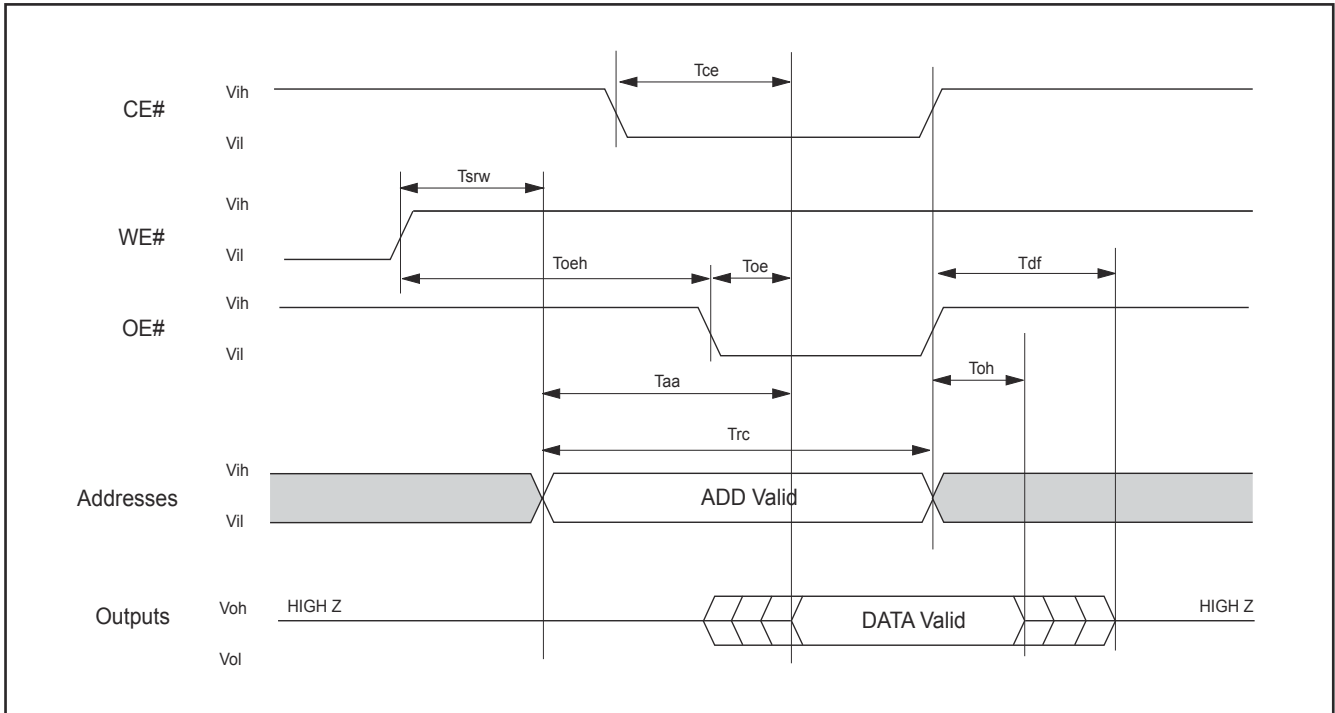 Tce
CE#
Vih
Vil
Tsrw
WE#
Vih
Vil
Toeh
Toe
Tdf
OE#
Vih
Vil
Toh
Taa
Trc
Addresses
Vih
Vil
ADD Valid
Outputs
Voh
Vol
HIGH Z
DATA Valid
HIGH Z